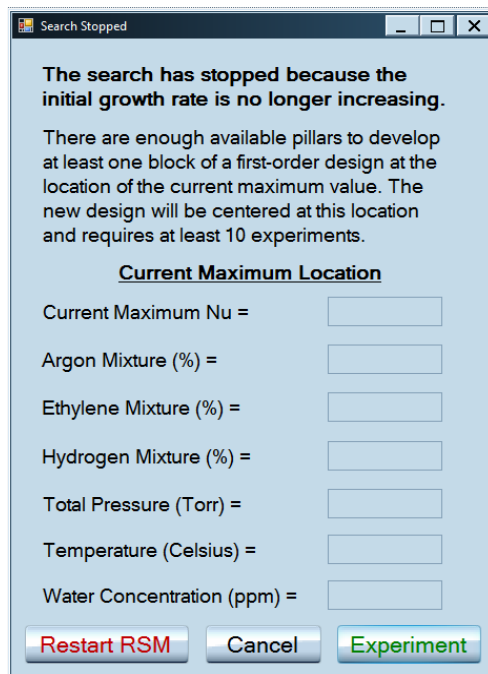 Search Stopped
The search has stopped because the
initial growth rate is no longer increasing.
There are enough available pillars to develop
at least one block of a first-order design at the
location of the current maximum value. The
new design will be centered at this location
and requires at least 10 experiments.
Current Maximum Location
Current Maximum Nu =
Argon Mixture (%) =
Ethylene Mixture (%) =
Hydrogen Mixture (%) =
Total Pressure (Torr) =
Temperature (Celsius) =
Water Concentration (ppm) =
Restart RSM Cancel Experiment